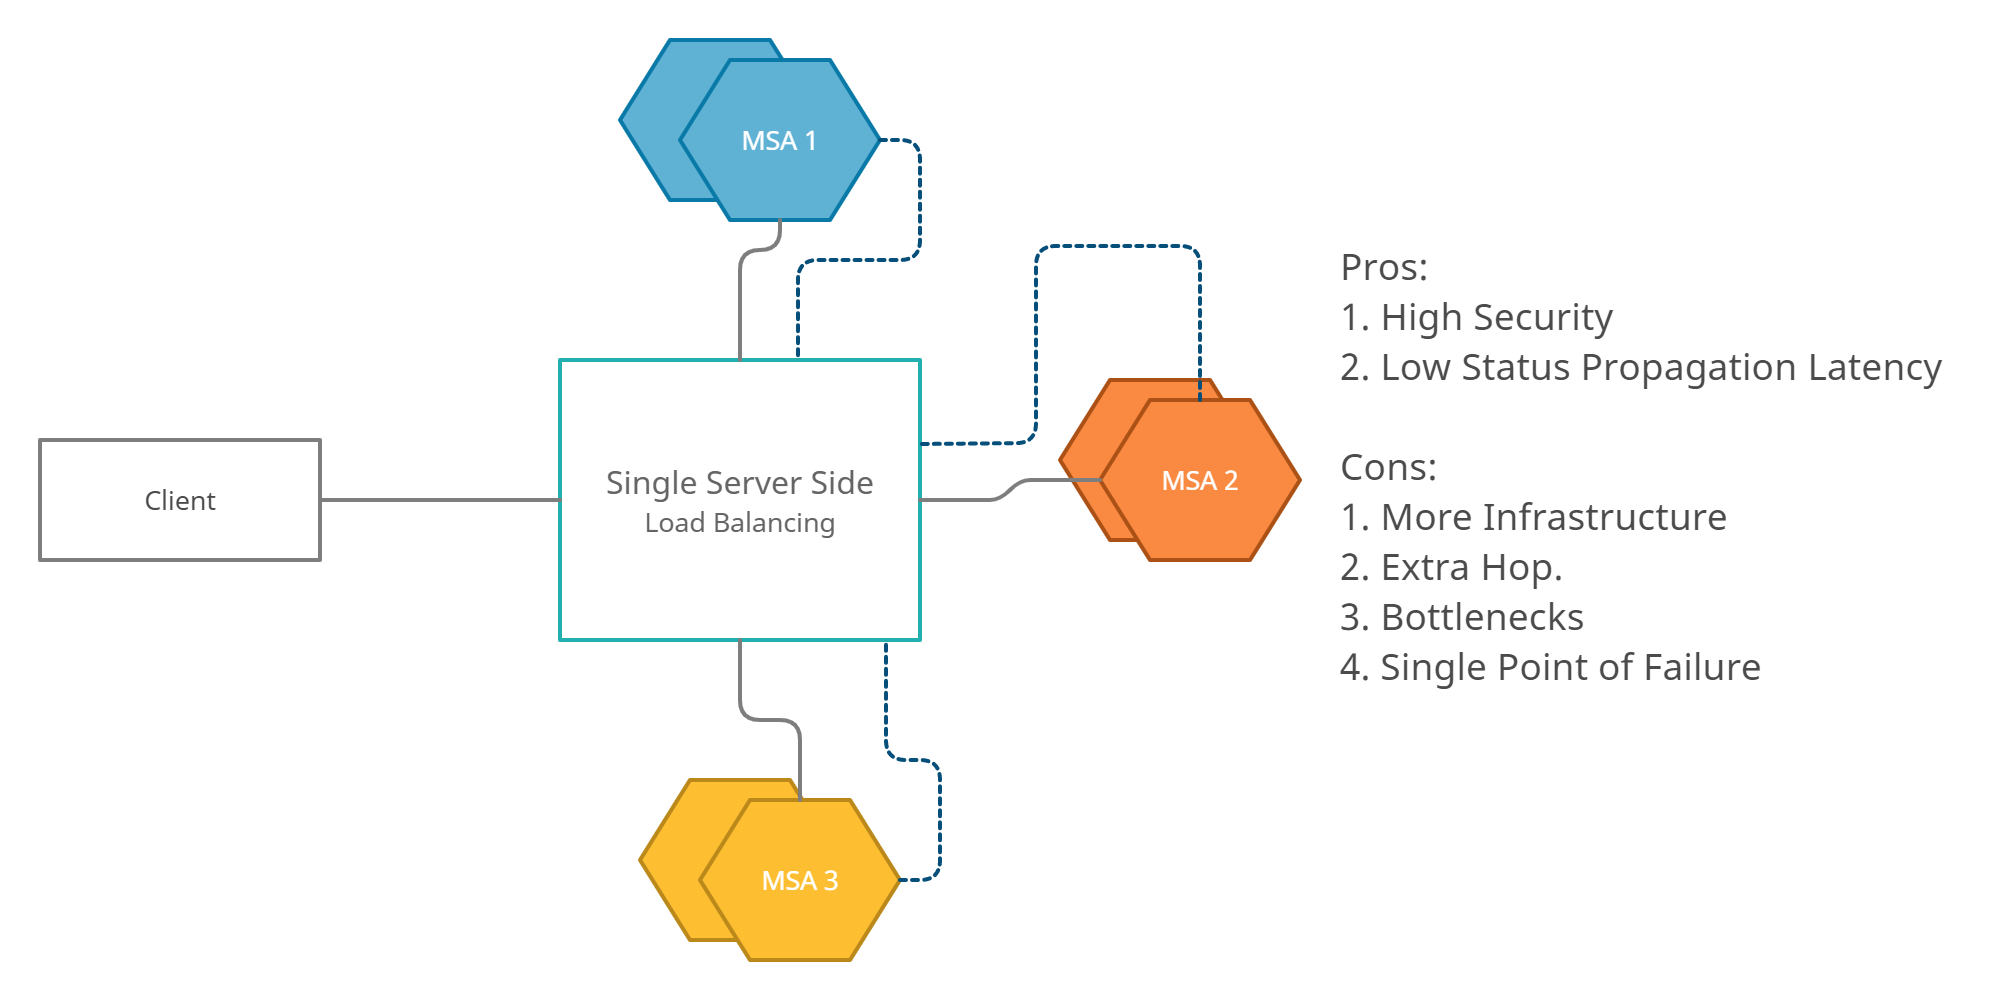 MSA 1
Client
Single Server Side
Load Balancing
MSA 2
MSA 3
Pros:
1. High Security
2. Low Status Propagation Latency
Cons:
1. More Infrastructure
2. Extra Hop.
3. Bottlenecks
4. Single Point of Failure